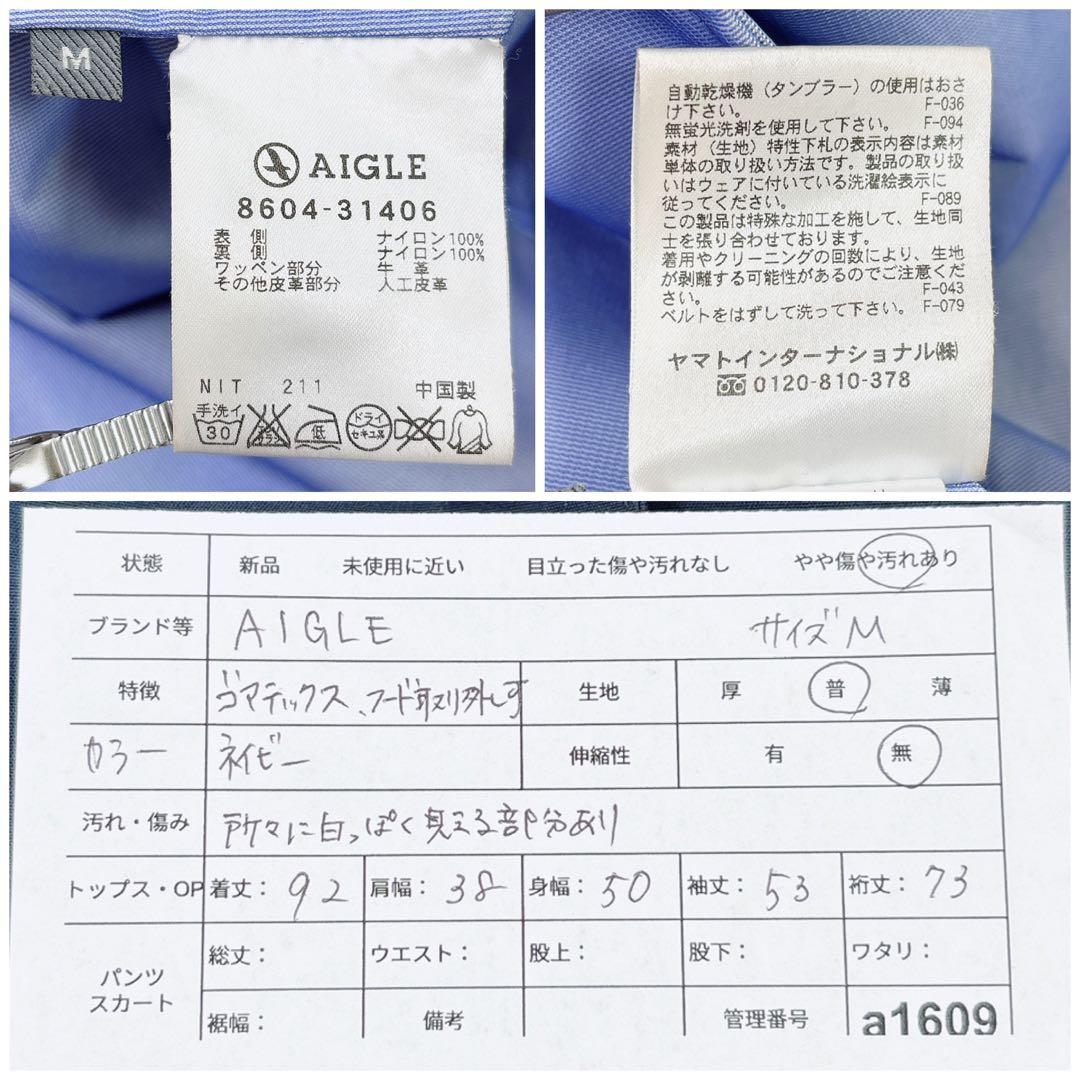 M
AIGLE
8604-31406
表 側 ナイロン100%
裏 側 ナイロン100%
ワッペン部分 牛 革
その他皮革部分 人工皮革
NIT 211 中国製
手洗イ 30 エンソ サラシ 低 ドライ セキユ系
自動乾燥機（タンブラー）の使用はおさ
け下さい。 F-036
無蛍光洗剤を使用して下さい。 F-094
素材（生地）特性下札の表示内容は素材
単体の取り扱い方法です。製品の取り扱
いはウェアに付いている洗濯絵表示に
従ってください。 F-089
この製品は特殊な加工を施して、生地同
士を張り合わせております。
着用やクリーニングの回数により、生地
が剥離する可能性があるのでご注意くだ
さい。 F-043
ベルトをはずして洗って下さい。 F-079
ヤマトインターナショナル㈱
0120-810-378
状態 新品 未使用に近い 目立った傷や汚れなし やや傷や汚れあり
ブランド等 AIGLE サイズM
特徴 ゴマテックス、フード取り外し可 生地 厚 普 薄
カラー ネイビー 伸縮性 有 無
汚れ・傷み 所々に白っぽく見える部分あり
トップス・OP 着丈：92 肩幅：38 身幅：50 袖丈：53 裄丈：73
パンツ 総丈： ウエスト： 股上： 股下： ワタリ：
スカート 裾幅： 備考 管理番号 a1609